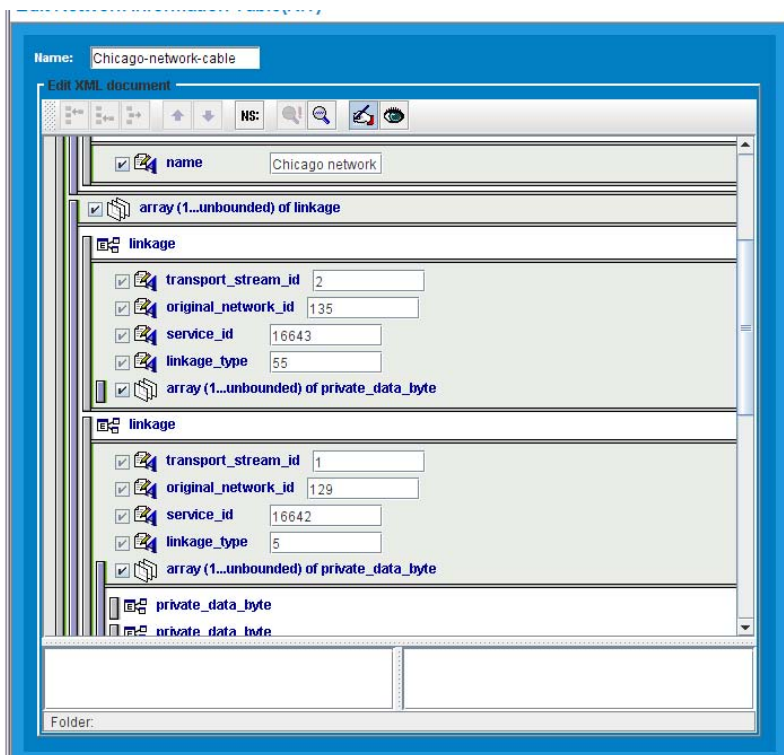 Name: Chicago-network-cable
Edit XML document
NS:
name Chicago network
array (1...unbounded) of linkage
linkage
transport_stream_id 2
original_network_id 135
service_id 16643
linkage_type 55
array (1...unbounded) of private_data_byte
linkage
transport_stream_id 1
original_network_id 129
service_id 16642
linkage_type 5
array (1...unbounded) of private_data_byte
private_data_byte
private_data_byte
Folder: